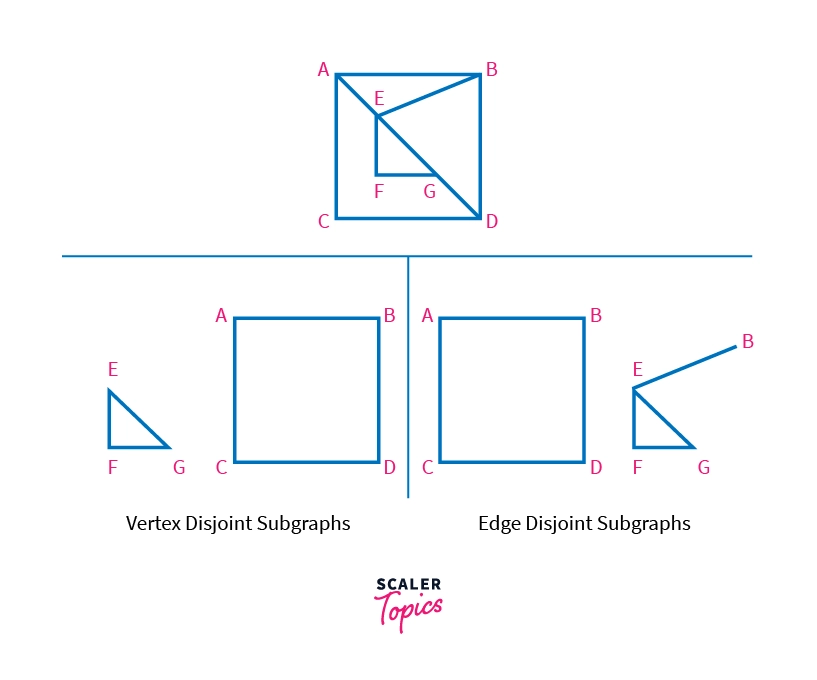 A B
E
F G
C D
A B A B
B
E E
F G C D C D F G
Vertex Disjoint Subgraphs Edge Disjoint Subgraphs
SCALER
Topics